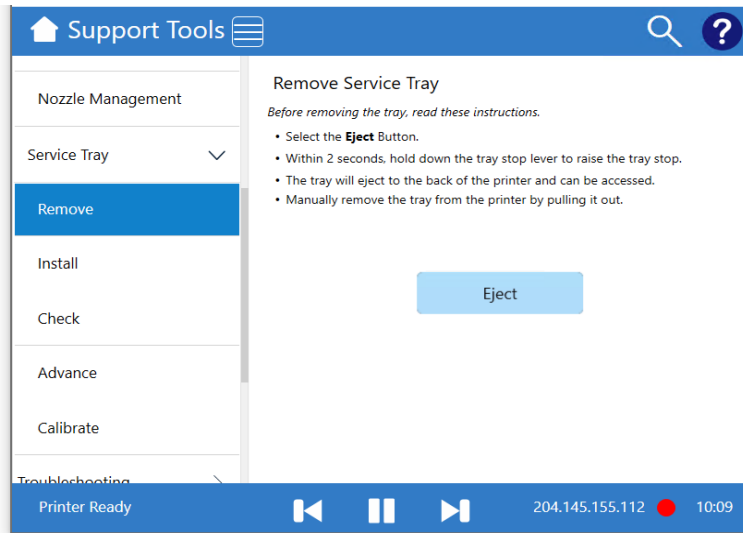 Support Tools
?
Nozzle Management
Service Tray
Remove
Install
Check
Advance
Calibrate
Troubleshooting
Remove Service Tray
Before removing the tray, read these instructions.
• Select the Eject Button.
• Within 2 seconds, hold down the tray stop lever to raise the tray stop.
• The tray will eject to the back of the printer and can be accessed.
• Manually remove the tray from the printer by pulling it out.
Eject
Printer Ready
204.145.155.112
10:09